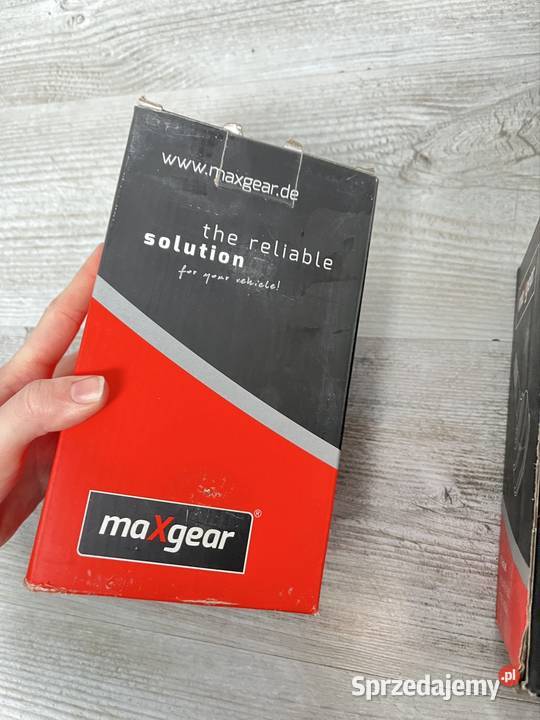 www.maxgear.de
the reliable
solution
for your vehicle!
maXgear®
Sprzedajemy.pl